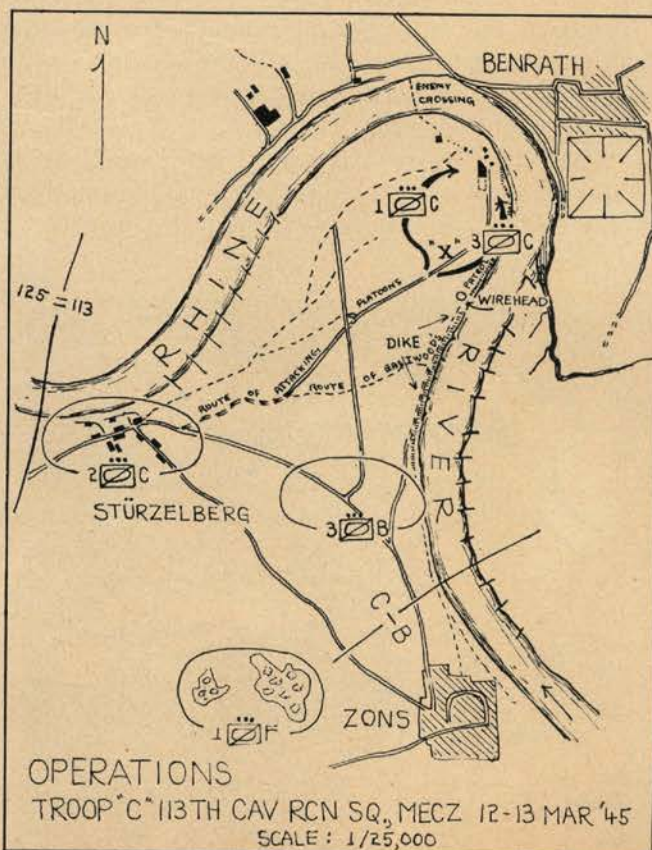 N
BENRATH
ENEMY
CROSSING
1 C
"X"
3 C
RHINE
125 = 113
PLATOONS
WIREHEAD
DIKE
ROUTE OF ATTACKING
ROUTE OF
RIVER
2 C
STÜRZELBERG
3 B
C-B
1 F
ZONS
OPERATIONS
TROOP "C" 113TH CAV RCN SQ., MECZ 12-13 MAR '45
SCALE: 1/25,000